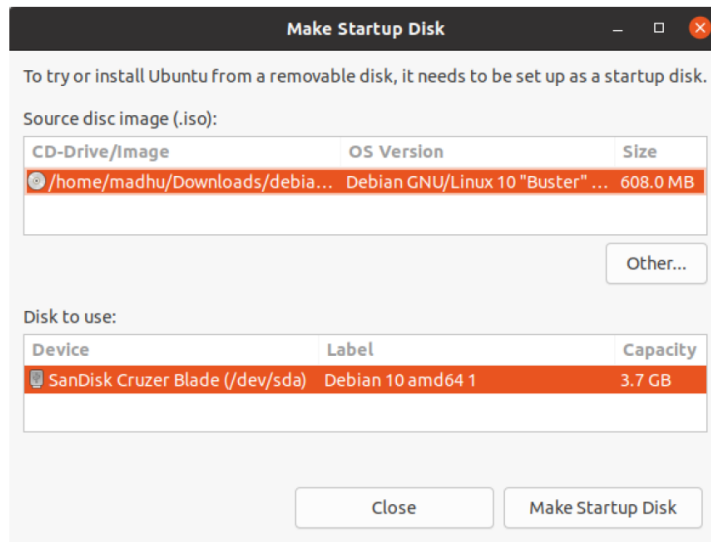 Make Startup Disk
To try or install Ubuntu from a removable disk, it needs to be set up as a startup disk.
Source disc image (.iso):
CD-Drive/Image OS Version Size
/home/madhu/Downloads/debia... Debian GNU/Linux 10 "Buster" ... 608.0 MB
Other...
Disk to use:
Device Label Capacity
SanDisk Cruzer Blade (/dev/sda) Debian 10 amd64 1 3.7 GB
Close Make Startup Disk